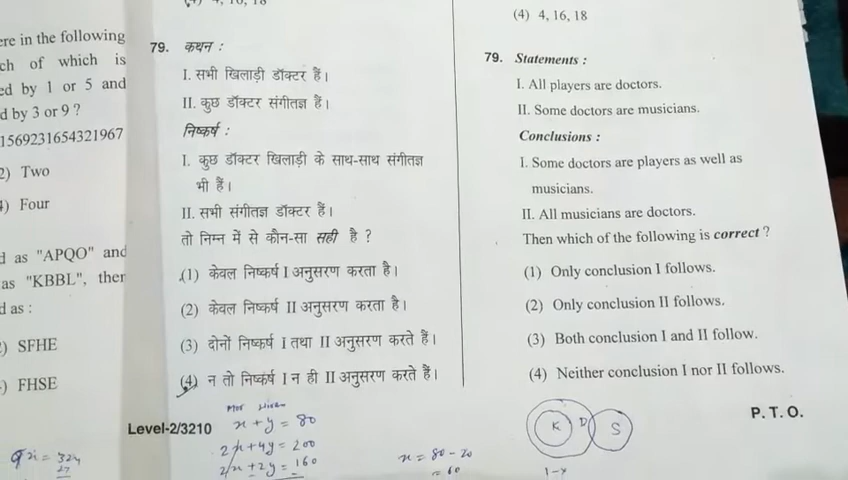 ere in the following
ch of which is
ed by 1 or 5 and
d by 3 or 9 ?
1569231654321967
2) Two
4) Four
d as "APQO" and
as "KBBL", then
d as :
2) SFHE
) FHSE
(4) 4, 16, 18
79. कथन :
I. सभी खिलाड़ी डॉक्टर हैं।
II. कुछ डॉक्टर संगीतज्ञ हैं।
निष्कर्ष :
I. कुछ डॉक्टर खिलाड़ी के साथ-साथ संगीतज्ञ
भी हैं।
II. सभी संगीतज्ञ डॉक्टर हैं।
तो निम्न में से कौन-सा सही है ?
(1) केवल निष्कर्ष I अनुसरण करता है।
(2) केवल निष्कर्ष II अनुसरण करता है।
(3) दोनों निष्कर्ष I तथा II अनुसरण करते हैं।
(4) न तो निष्कर्ष I न ही II अनुसरण करते हैं।
Level-2/3210
x + y = 80
2x + 4y = 200
2x + 2y = 160
x = 80 - 20
= 60
x = 324
(4) 4, 16, 18
79. Statements :
I. All players are doctors.
II. Some doctors are musicians.
Conclusions :
I. Some doctors are players as well as
musicians.
II. All musicians are doctors.
Then which of the following is correct ?
(1) Only conclusion I follows.
(2) Only conclusion II follows.
(3) Both conclusion I and II follow.
(4) Neither conclusion I nor II follows.
K D S
P. T. O.